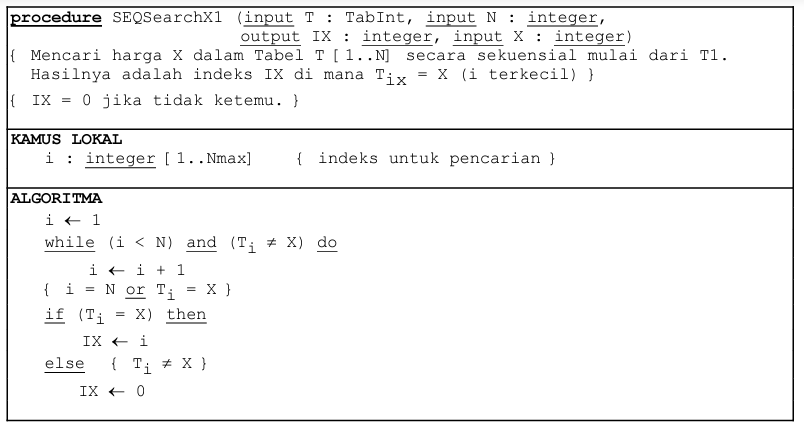 procedure SEQSearchX1 (input T : TabInt, input N : integer,
output IX : integer, input X : integer)
{ Mencari harga X dalam Tabel T [1..N] secara sekuensial mulai dari T1.
Hasilnya adalah indeks IX di mana Tix = X (i terkecil) }
{ IX = 0 jika tidak ketemu. }
KAMUS LOKAL
i : integer [1..Nmax] { indeks untuk pencarian }
ALGORITMA
i ← 1
while (i < N) and (Ti ≠ X) do
i ← i + 1
{ i = N or Ti = X }
if (Ti = X) then
IX ← i
else { Ti ≠ X }
IX ← 0